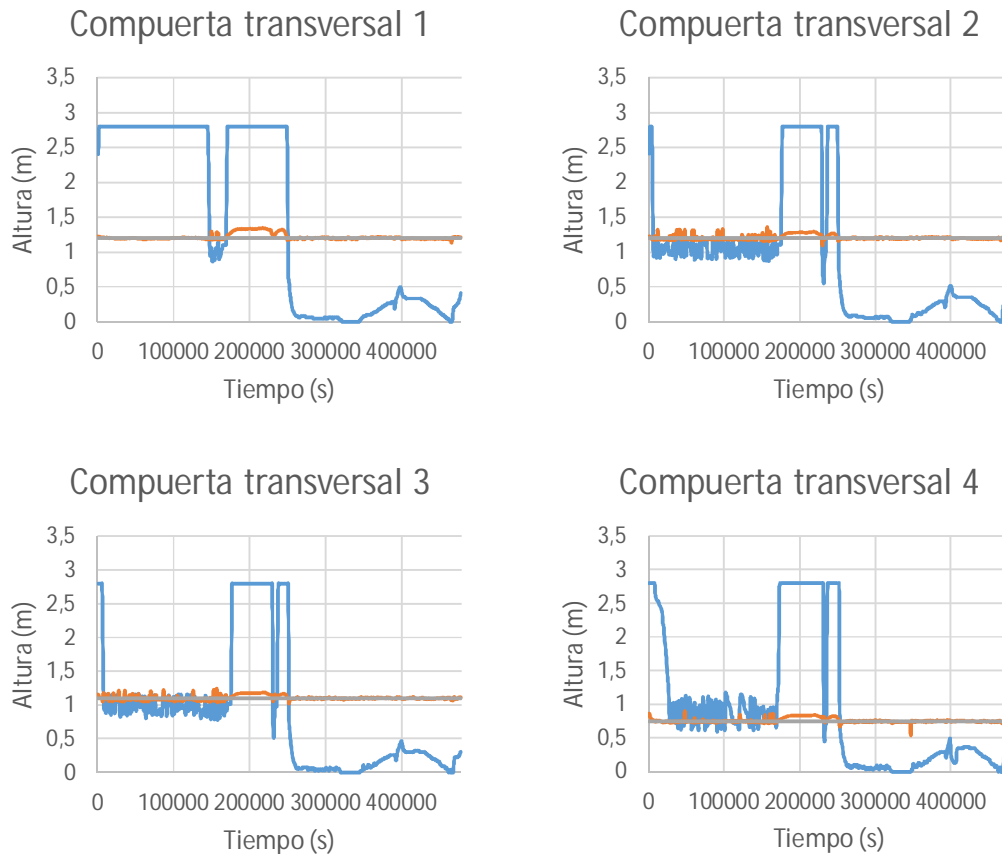 Compuerta transversal 1
3,5
3
2,5
2
1,5
1
0,5
0
Altura (m)
0 100000 200000 300000 400000
Tiempo (s)
Compuerta transversal 2
3,5
3
2,5
2
1,5
1
0,5
0
Altura (m)
0 100000 200000 300000 400000
Tiempo (s)
Compuerta transversal 3
3,5
3
2,5
2
1,5
1
0,5
0
Altura (m)
0 100000 200000 300000 400000
Tiempo (s)
Compuerta transversal 4
3,5
3
2,5
2
1,5
1
0,5
0
Altura (m)
0 100000 200000 300000 400000
Tiempo (s)